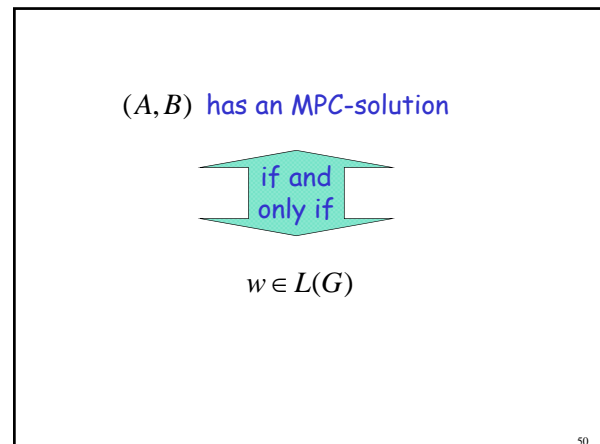 (A, B) has an MPC-solution
if and
only if
w ∈ L(G)
50